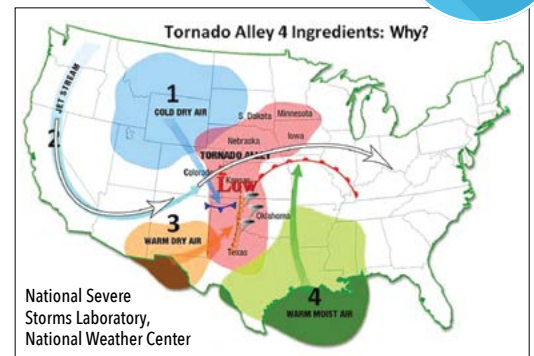 Tornado Alley 4 Ingredients: Why?
JET STREAM
2
1
COLD DRY AIR
S. Dakota
Minnesota
Nebraska
Iowa
TORNADO ALLEY
Colorado
Kansas
Low
Oklahoma
3
WARM DRY AIR
Texas
4
WARM MOIST AIR
National Severe
Storms Laboratory,
National Weather Center